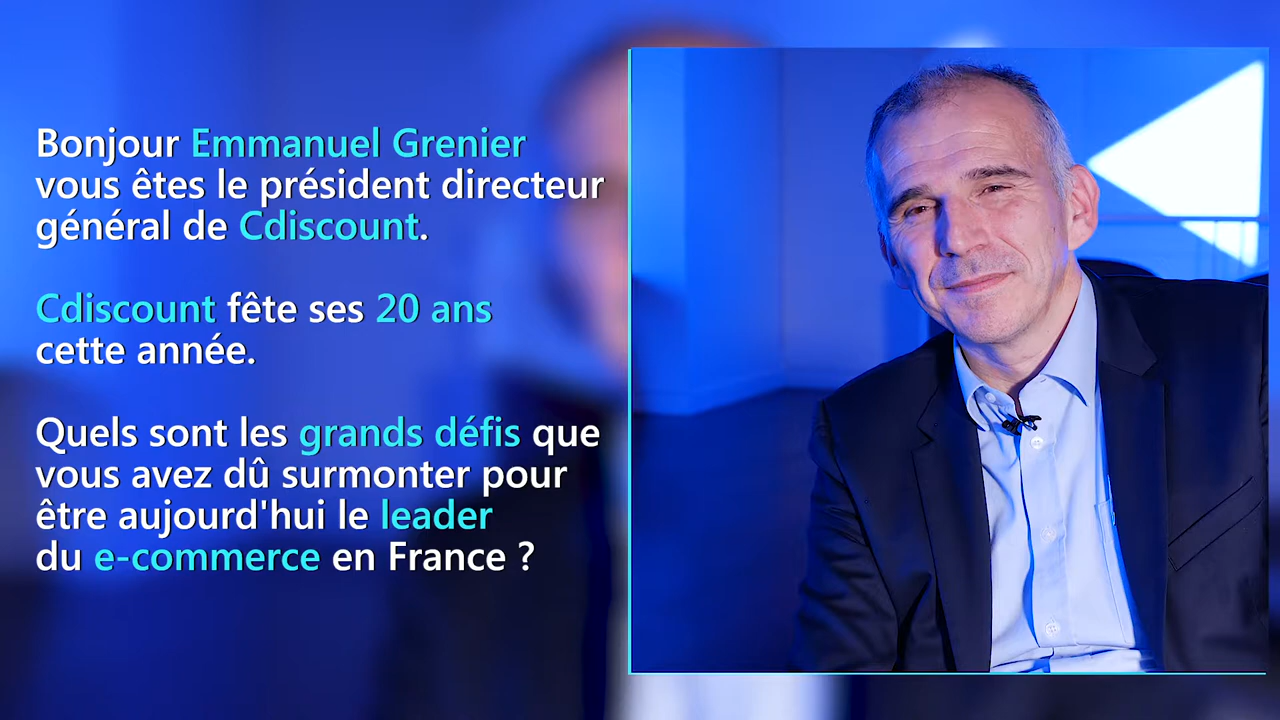 Bonjour Emmanuel Grenier
vous êtes le président directeur
général de Cdiscount.
Cdiscount fête ses 20 ans
cette année.
Quels sont les grands défis que
vous avez dû surmonter pour
être aujourd'hui le leader
du e-commerce en France ?